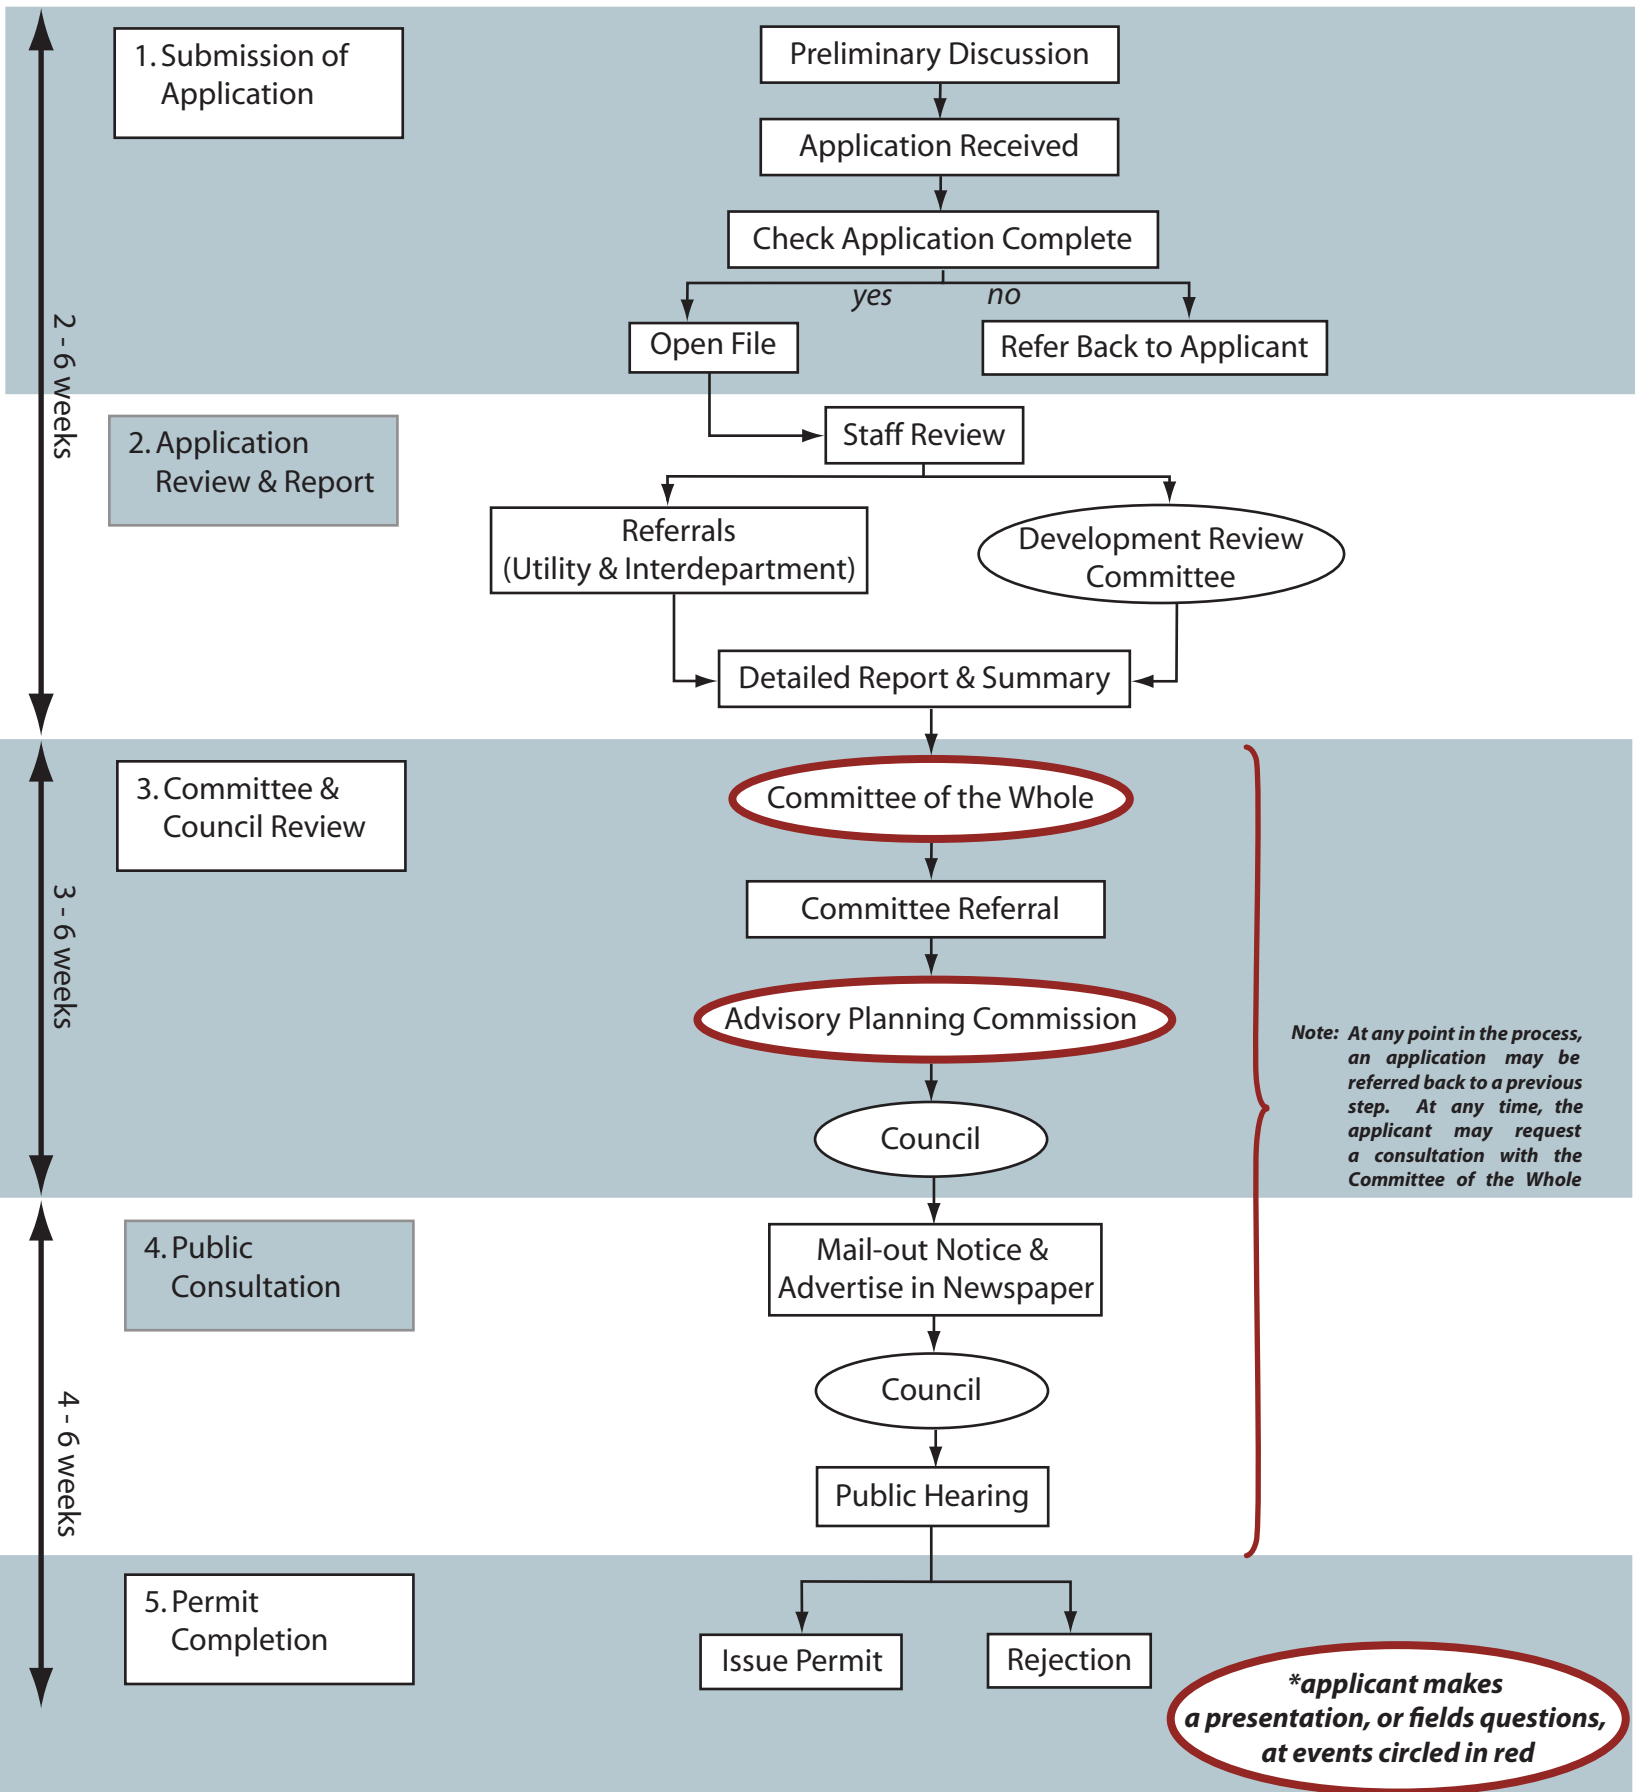 1. Submission of
Application
Preliminary Discussion
Application Received
Check Application Complete
yes
no
Open File
Refer Back to Applicant
2 - 6 weeks
2. Application
Review & Report
Staff Review
Referrals
(Utility & Interdepartment)
Development Review
Committee
Detailed Report & Summary
3. Committee &
Council Review
3 - 6 weeks
Committee of the Whole
Committee Referral
Advisory Planning Commission
Council
Note: At any point in the process,
an application may be
referred back to a previous
step. At any time, the
applicant may request
a consultation with the
Committee of the Whole
4. Public
Consultation
4 - 6 weeks
Mail-out Notice &
Advertise in Newspaper
Council
Public Hearing
5. Permit
Completion
Issue Permit
Rejection
*applicant makes
a presentation, or fields questions,
at events circled in red